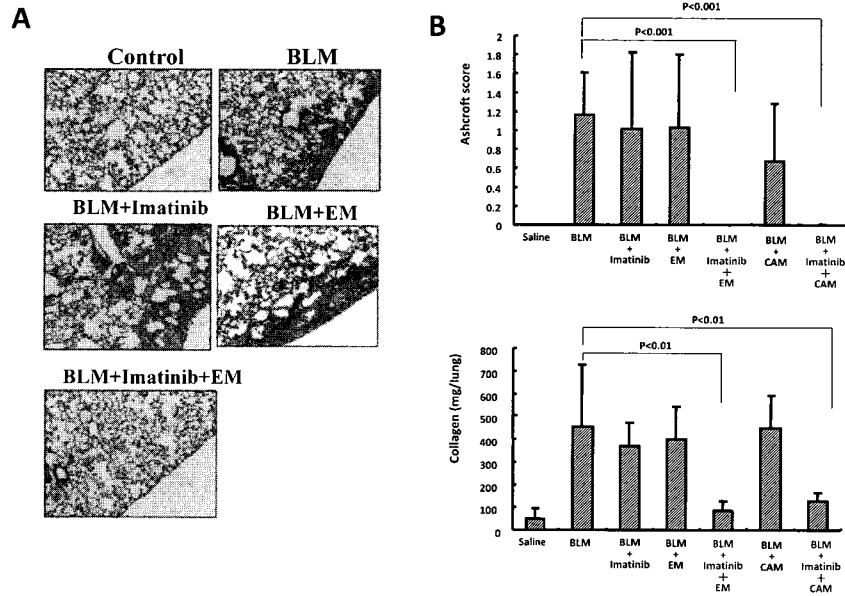 A
Control
BLM
BLM+Imatinib
BLM+EM
BLM+Imatinib+EM
B
P<0.001
P<0.001
Ashcroft score
2
1.8
1.6
1.4
1.2
1
0.8
0.6
0.4
0.2
0
Saline
BLM
BLM
+
Imatinib
BLM
+
EM
BLM
+
Imatinib
+
EM
BLM
+
CAM
BLM
+
Imatinib
+
CAM
P<0.01
P<0.01
Collagen (mg/lung)
800
700
600
500
400
300
200
100
0
Saline
BLM
BLM
+
Imatinib
BLM
+
EM
BLM
+
Imatinib
+
EM
BLM
+
CAM
BLM
+
Imatinib
+
CAM